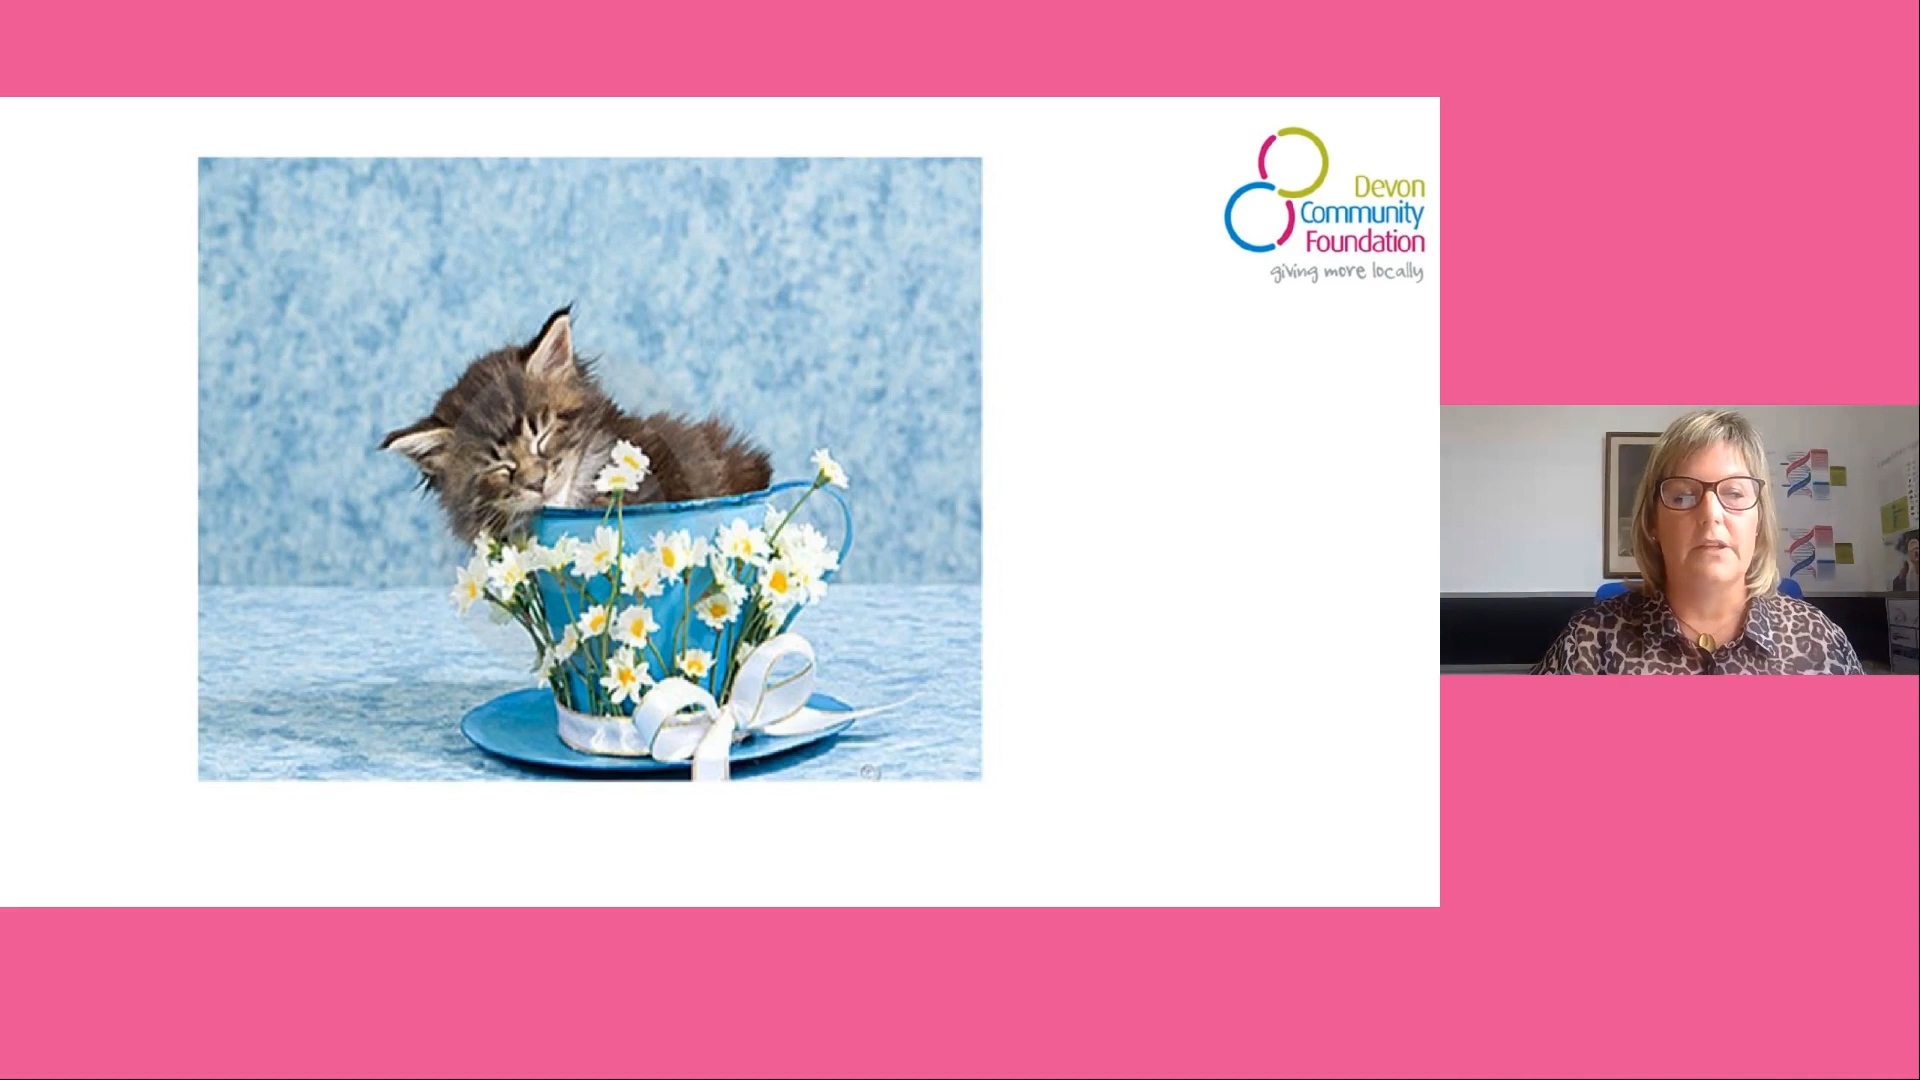 Devon
Community
Foundation
giving more locally